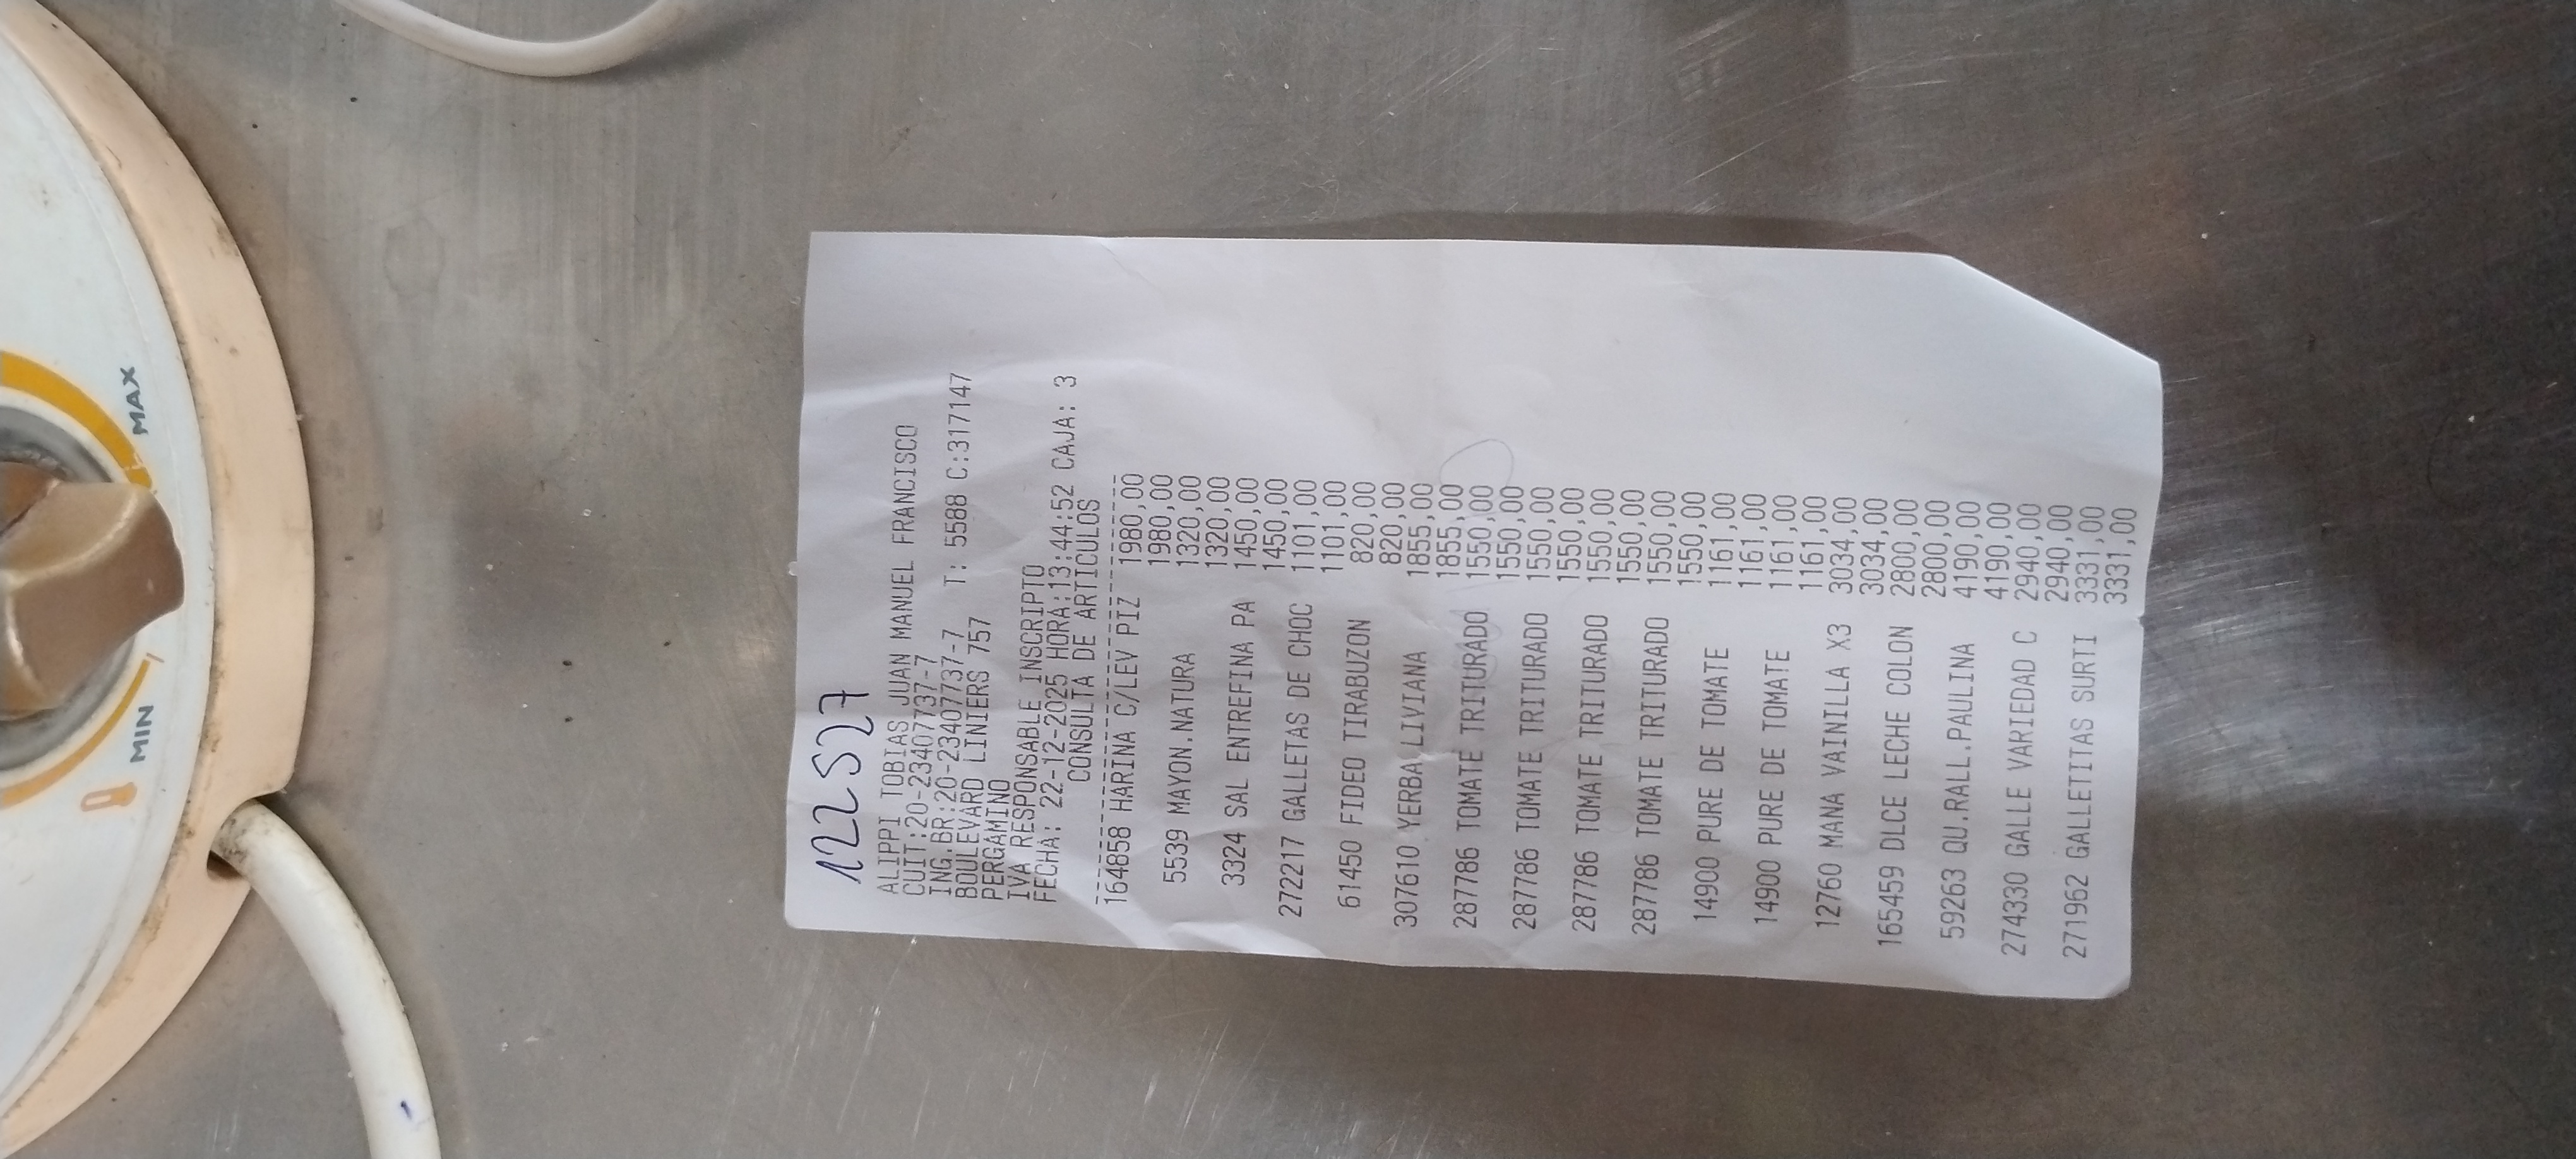 MIN
MAX
122527
ALIPPI TOBIAS JUAN MANUEL FRANCISCO
CUIT:20-23407737-7
ING.BR:20-23407737-7 T: 5588 C:317147
BOULEVARD LINIERS 757
PERGAMINO
IVA RESPONSABLE INSCRIPTO
FECHA: 22-12-2025 HORA:13:44:52 CAJA: 3
CONSULTA DE ARTICULOS
164858 HARINA C/LEV PIZ 1980,00
1980,00
5539 MAYON.NATURA 1320,00
1320,00
3324 SAL ENTREFINA PA 1450,00
1450,00
272217 GALLETAS DE CHOC 1101,00
1101,00
61450 FIDEO TIRABUZON 820,00
820,00
307610 YERBA LIVIANA 1855,00
1855,00
287786 TOMATE TRITURADO 1550,00
1550,00
287786 TOMATE TRITURADO 1550,00
1550,00
287786 TOMATE TRITURADO 1550,00
1550,00
287786 TOMATE TRITURADO 1550,00
1550,00
14900 PURE DE TOMATE 1161,00
1161,00
14900 PURE DE TOMATE 1161,00
1161,00
12760 MANA VAINILLA X3 3034,00
3034,00
165459 DLCE LECHE COLON 2800,00
2800,00
59263 QU.RALL.PAULINA 4190,00
4190,00
274330 GALLE VARIEDAD C 2940,00
2940,00
271962 GALLETITAS SURTI 3331,00
3331,00